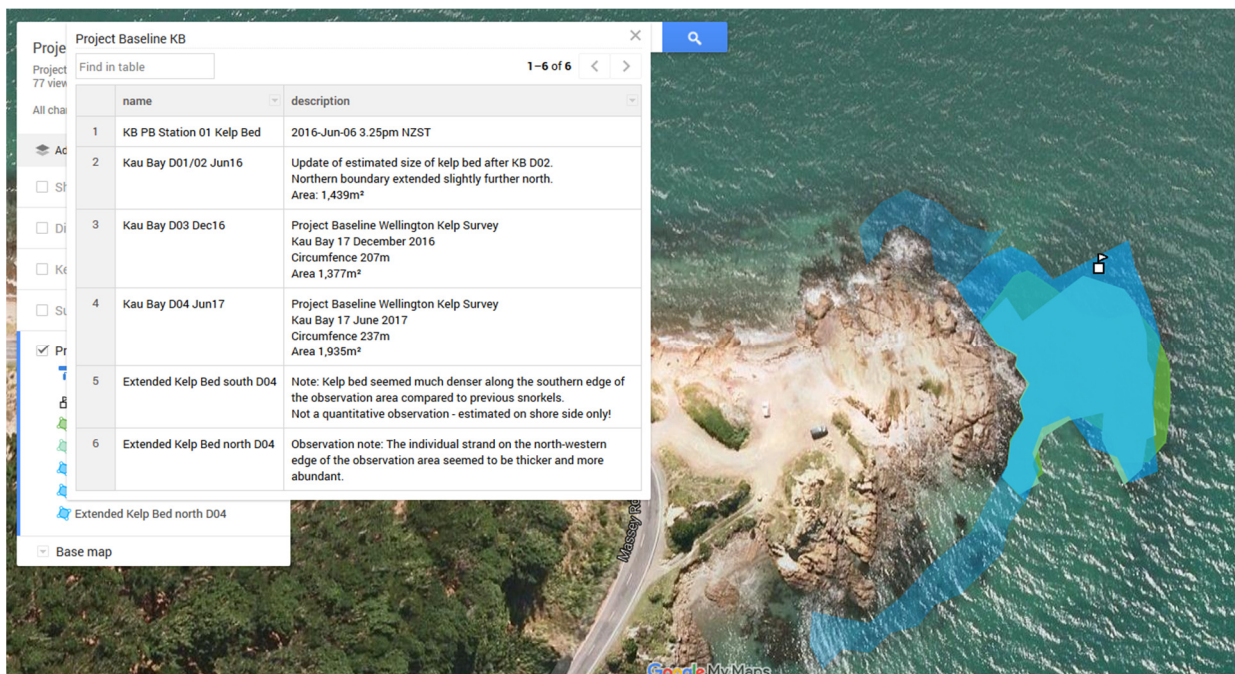 Project Baseline KB
Find in table
1–6 of 6
name
description
1
KB PB Station 01 Kelp Bed
2016-Jun-06 3.25pm NZST
2
Kau Bay D01/02 Jun16
Update of estimated size of kelp bed after KB D02.
Northern boundary extended slightly further north.
Area: 1,439m²
3
Kau Bay D03 Dec16
Project Baseline Wellington Kelp Survey
Kau Bay 17 December 2016
Circumfence 207m
Area 1,377m²
4
Kau Bay D04 Jun17
Project Baseline Wellington Kelp Survey
Kau Bay 17 June 2017
Circumfence 237m
Area 1,935m²
5
Extended Kelp Bed south D04
Note: Kelp bed seemed much denser along the southern edge of
the observation area compared to previous snorkels.
Not a quantitative observation - estimated on shore side only!
6
Extended Kelp Bed north D04
Observation note: The individual strand on the north-western
edge of the observation area seemed to be thicker and more
abundant.
Proje
Project
77 view
All cha
Ad
Sh
Di
Ke
Su
Pr
Extended Kelp Bed north D04
Base map
Massey Ro
Google My Maps